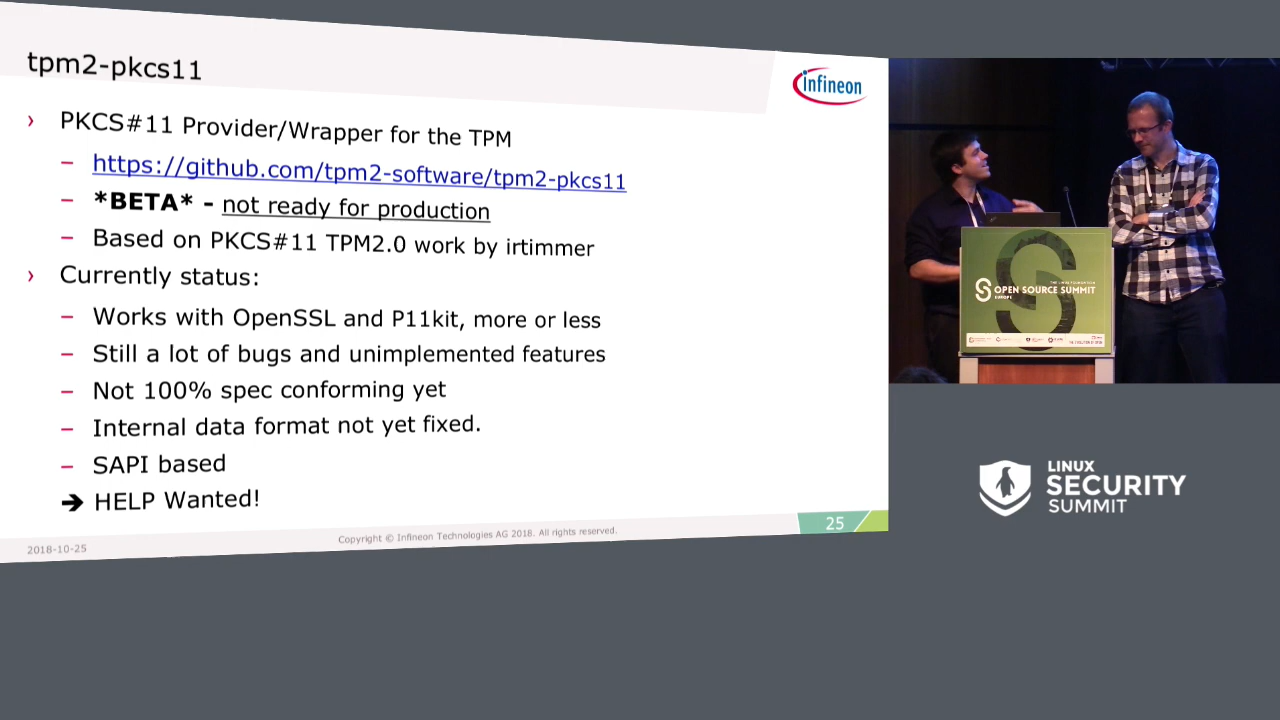 tpm2-pkcs11
infineon
› PKCS#11 Provider/Wrapper for the TPM
– https://github.com/tpm2-software/tpm2-pkcs11
– *BETA* - not ready for production
– Based on PKCS#11 TPM2.0 work by irtimmer
› Currently status:
– Works with OpenSSL and P11kit, more or less
– Still a lot of bugs and unimplemented features
– Not 100% spec conforming yet
– Internal data format not yet fixed.
– SAPI based
➔ HELP Wanted!
2018-10-25
Copyright © Infineon Technologies AG 2018. All rights reserved.
25
THE LINUX FOUNDATION
OPEN SOURCE SUMMIT
EUROPE
LINUX
SECURITY
SUMMIT